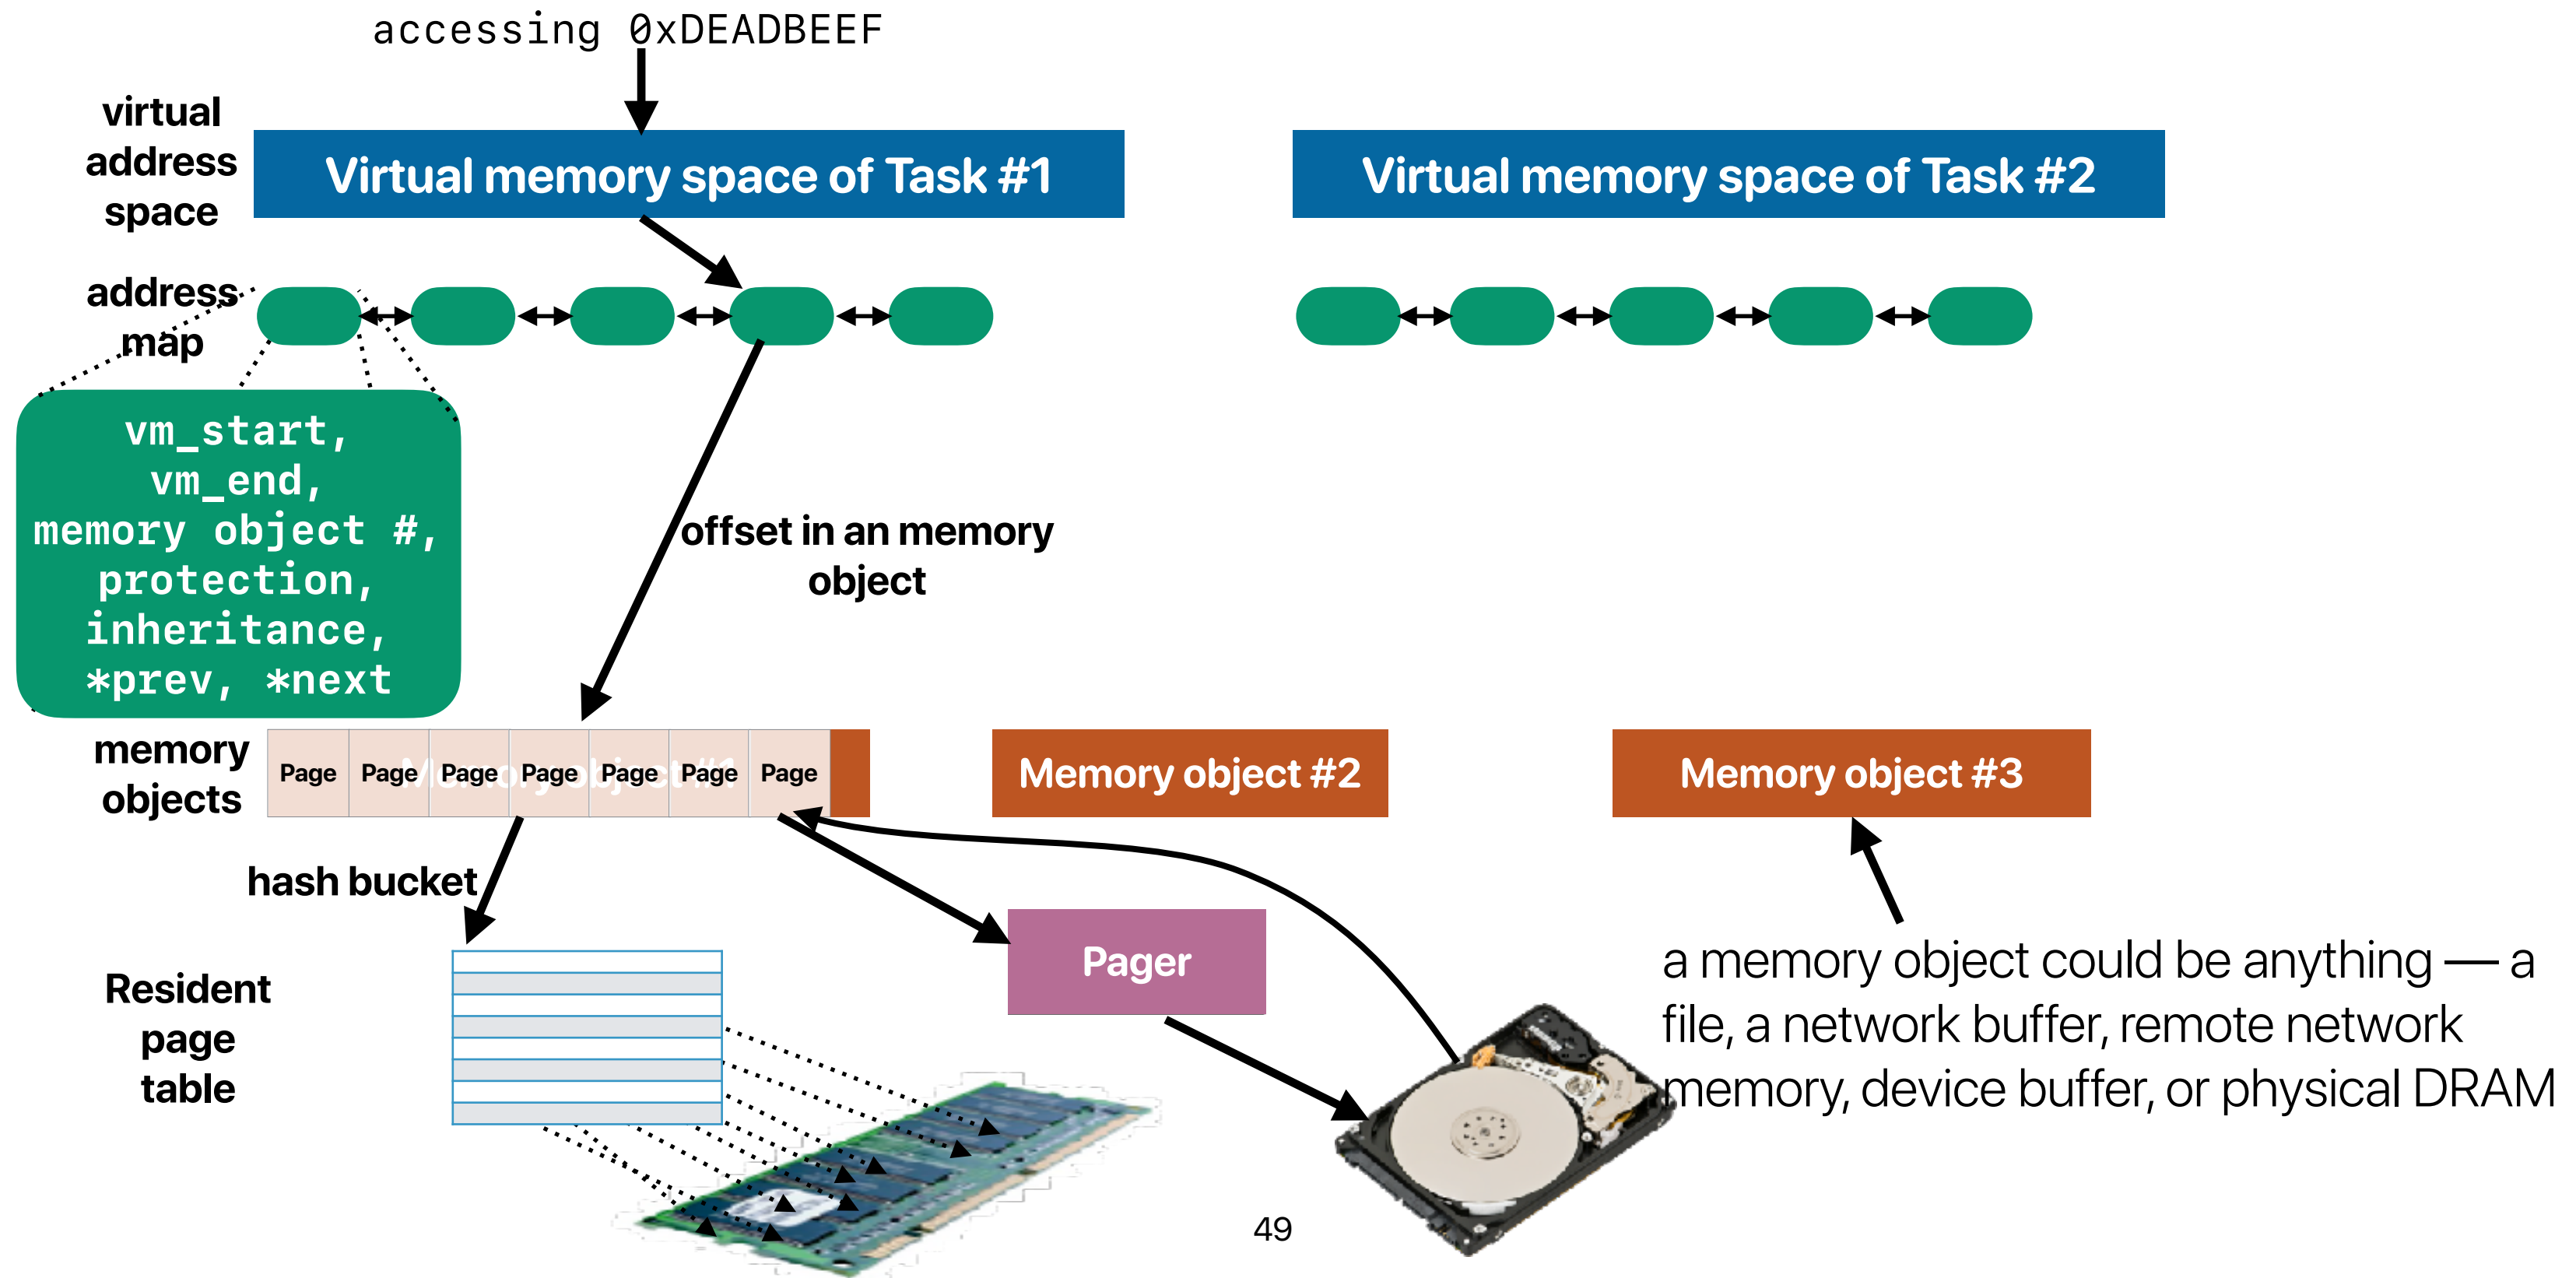 accessing 0xDEADBEEF
virtual
address
space
Virtual memory space of Task #1
Virtual memory space of Task #2
address
map
vm_start,
vm_end,
memory object #,
protection,
inheritance,
*prev, *next
offset in an memory
object
memory
objects
Page Page Page Page Page Page Page
Memory object #1
Memory object #2
Memory object #3
hash bucket
Pager
Resident
page
table
a memory object could be anything — a
file, a network buffer, remote network
memory, device buffer, or physical DRAM
49